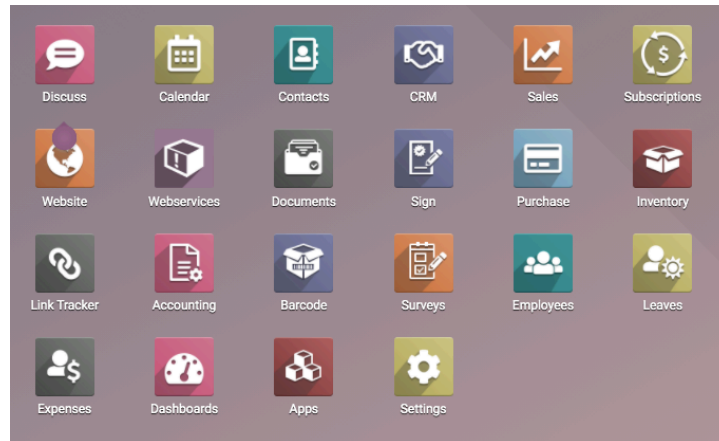 Discuss Calendar Contacts CRM Sales Subscriptions
Website Webservices Documents Sign Purchase Inventory
Link Tracker Accounting Barcode Surveys Employees Leaves
Expenses Dashboards Apps Settings